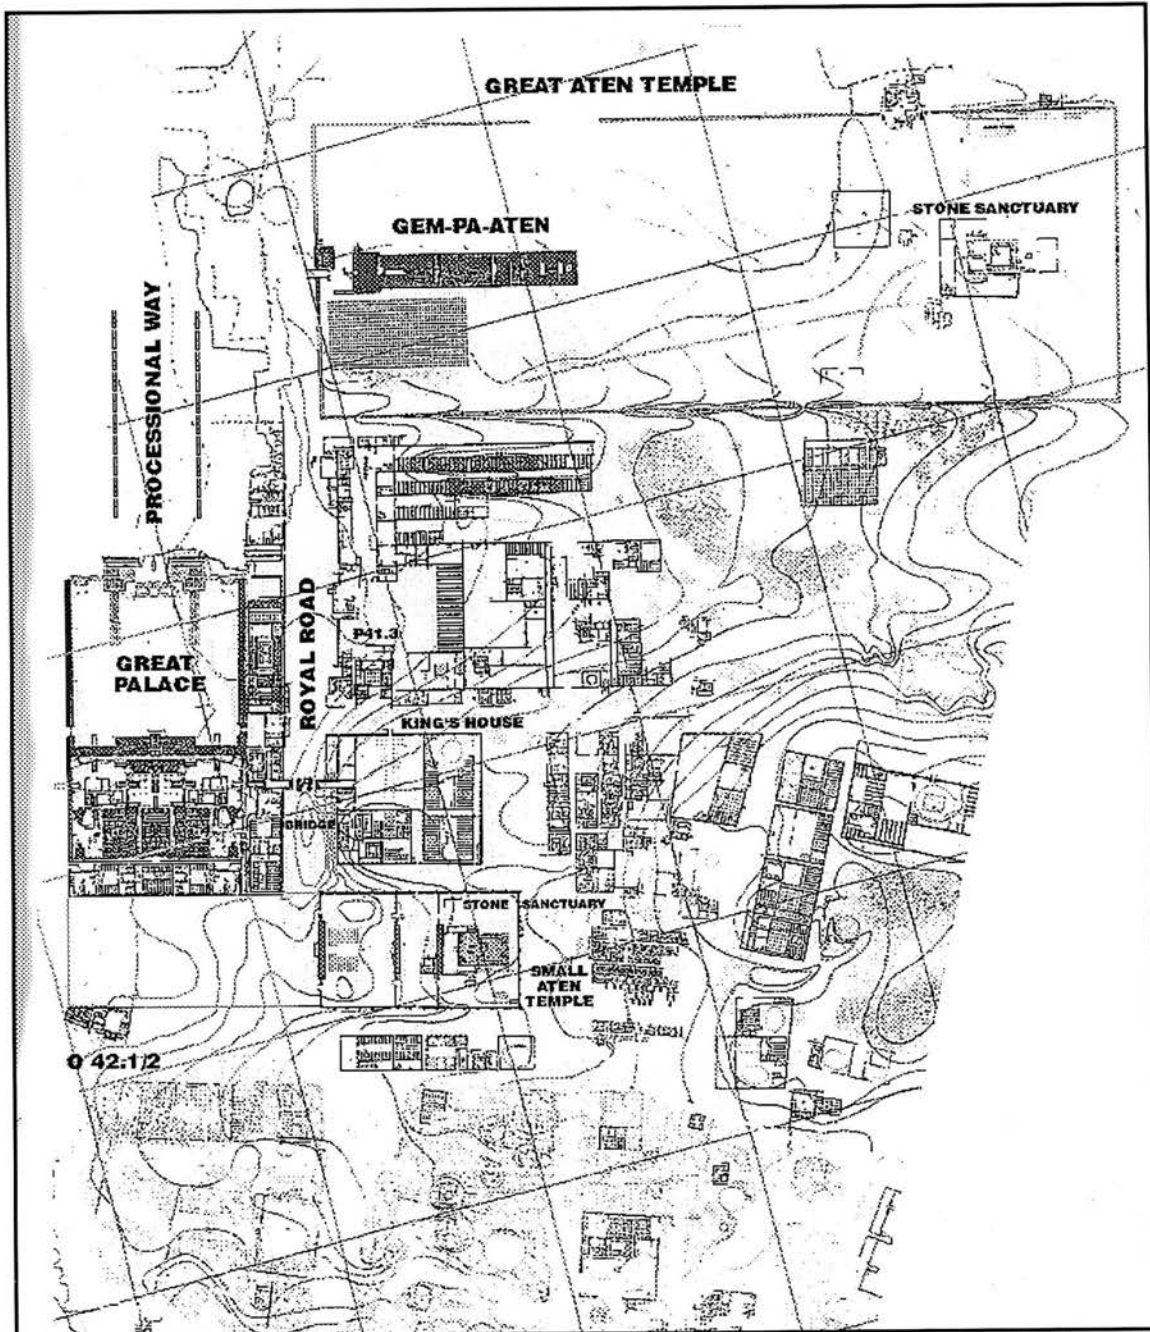 GREAT ATEN TEMPLE
STONE SANCTUARY
GEM-PA-ATEN
PROCESSIONAL WAY
ROYAL ROAD
P41.3
GREAT
PALACE
KING'S HOUSE
BRIDGE
STONE SANCTUARY
SMALL
ATEN
TEMPLE
O 42:1/2